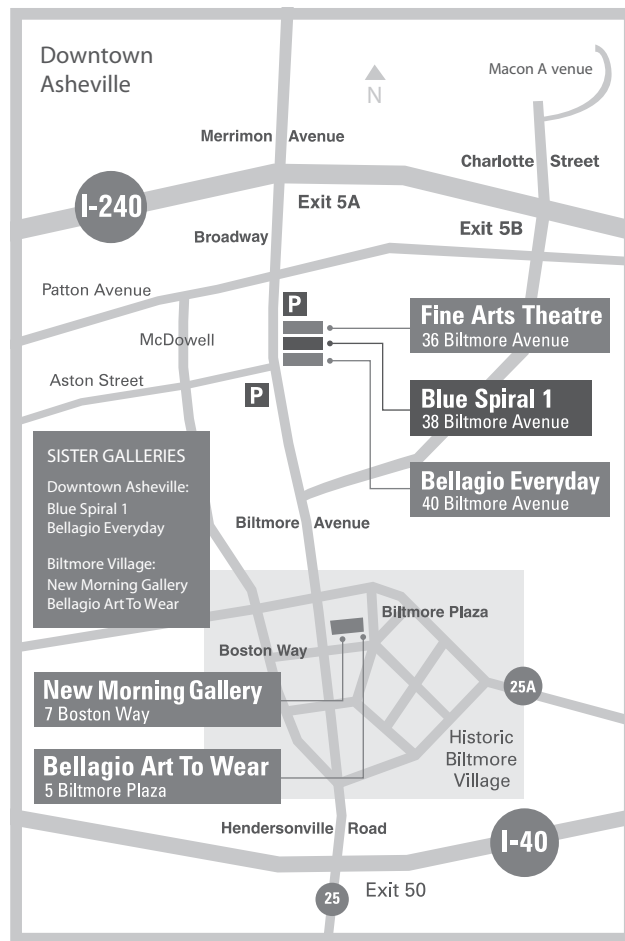 Downtown
Asheville
N
Macon A venue
Merrimon Avenue
Charlotte Street
I-240
Exit 5A
Exit 5B
Broadway
Patton Avenue
P
Fine Arts Theatre
36 Biltmore Avenue
McDowell
Aston Street
P
Blue Spiral 1
38 Biltmore Avenue
SISTER GALLERIES
Downtown Asheville:
Blue Spiral 1
Bellagio Everyday
Biltmore Village:
New Morning Gallery
Bellagio Art To Wear
Bellagio Everyday
40 Biltmore Avenue
Biltmore Avenue
Biltmore Plaza
Boston Way
New Morning Gallery
7 Boston Way
25A
Historic
Biltmore
Village
Bellagio Art To Wear
5 Biltmore Plaza
Hendersonville Road
I-40
25
Exit 50